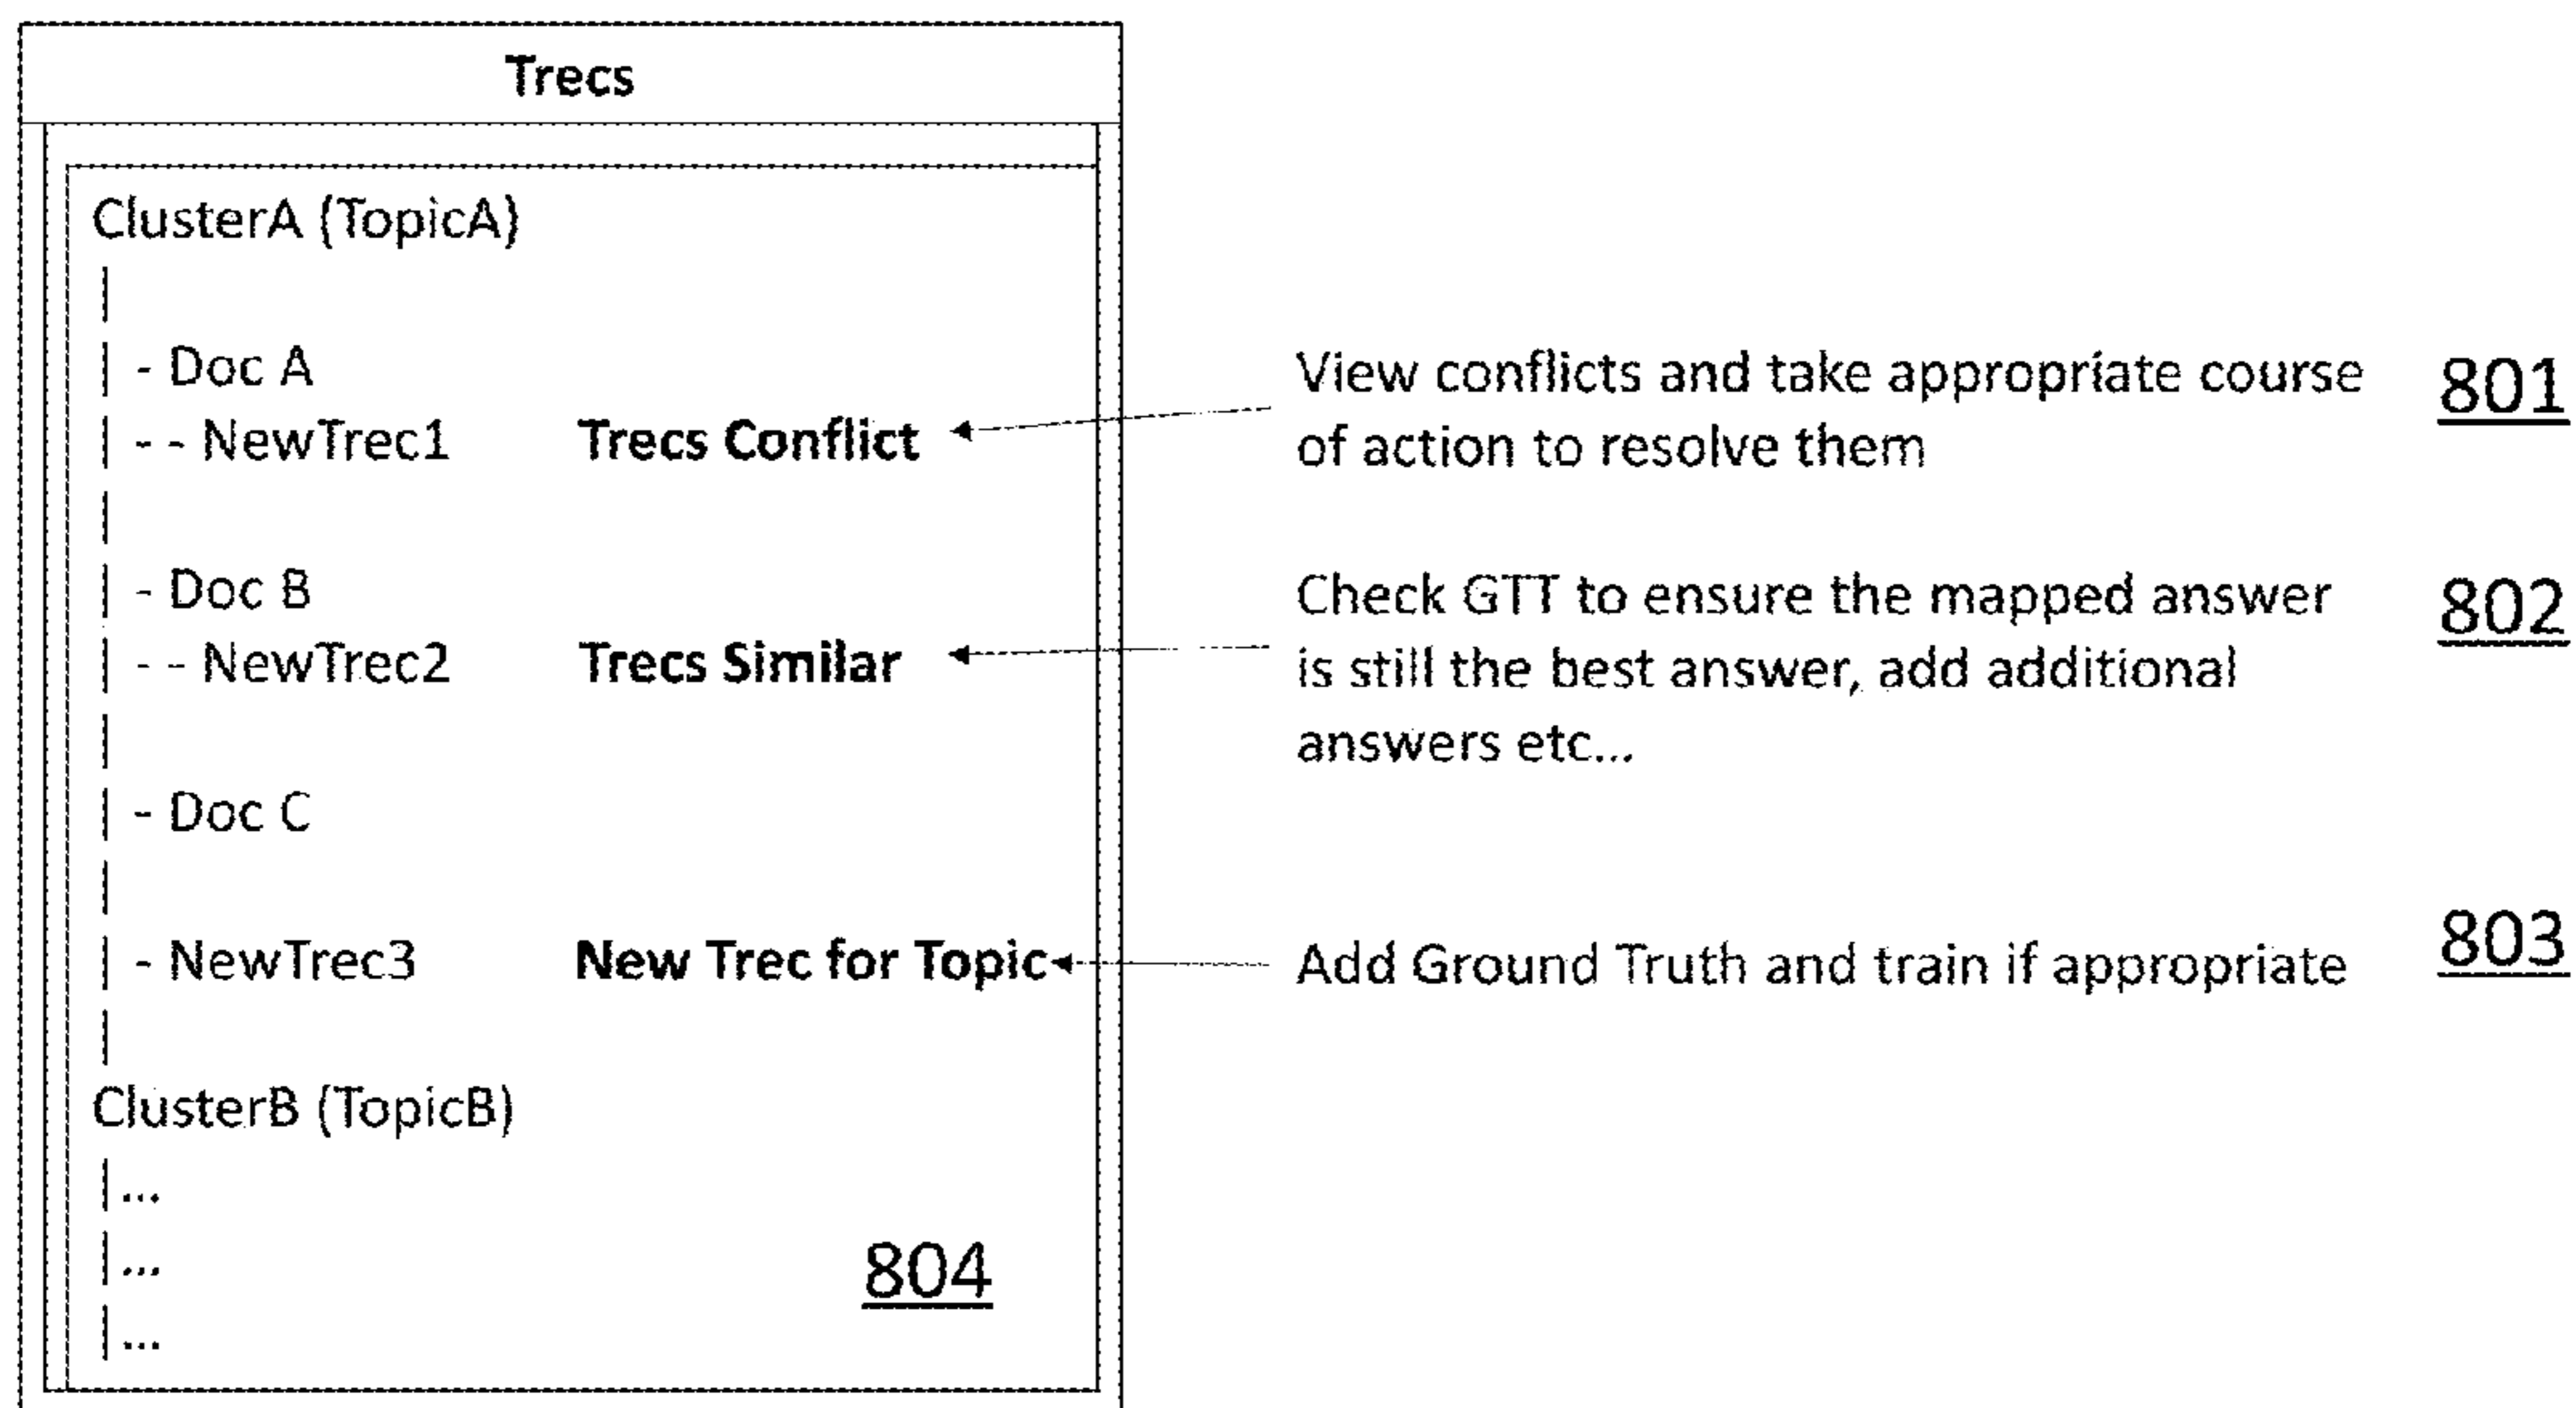 Trecs
ClusterA (TopicA)
|
| - Doc A
| - - NewTrec1 Trecs Conflict
|
| - Doc B
| - - NewTrec2 Trecs Similar
|
| - Doc C
|
| - NewTrec3 New Trec for Topic
|
ClusterB (TopicB)
|...
|...
|...
804
View conflicts and take appropriate course
of action to resolve them
801
Check GTT to ensure the mapped answer
is still the best answer, add additional
answers etc...
802
Add Ground Truth and train if appropriate
803